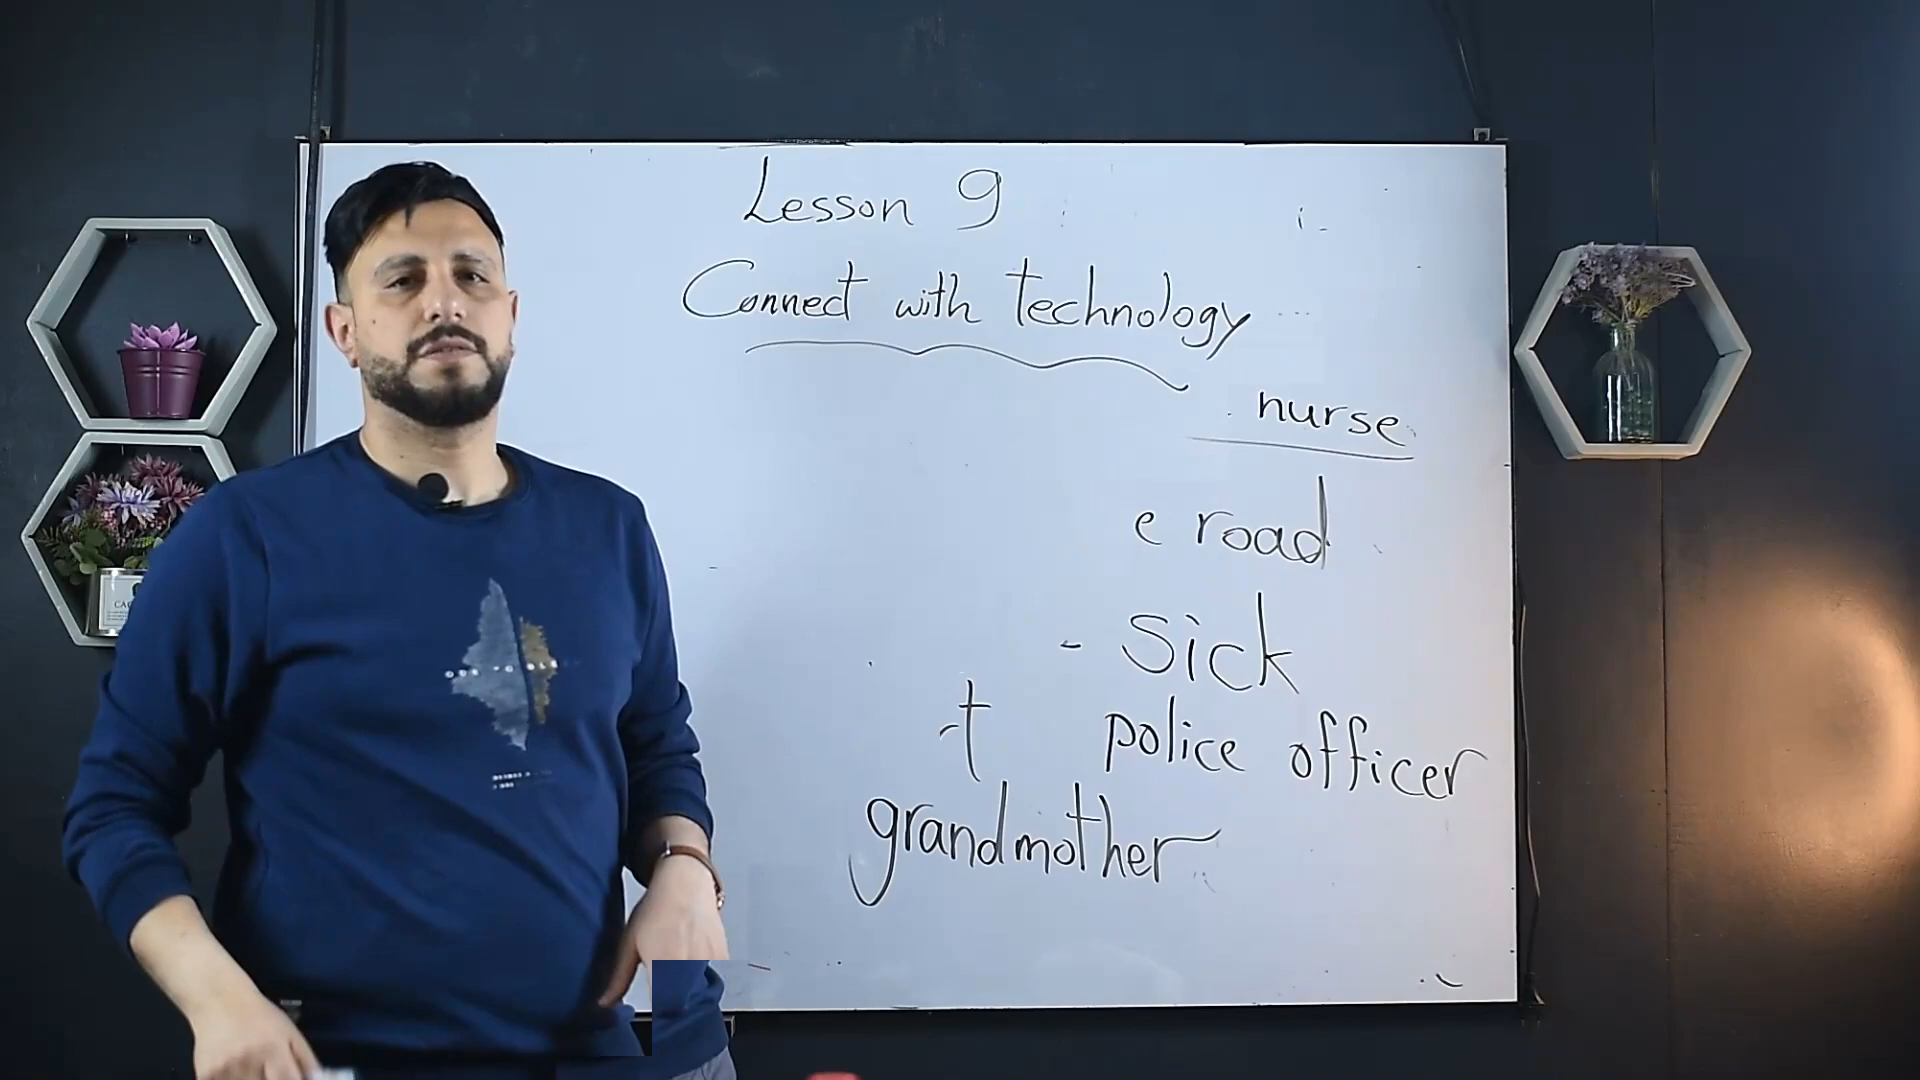 Lesson 9
Connect with technology
nurse
e road
- Sick
-t police officer
grandmother